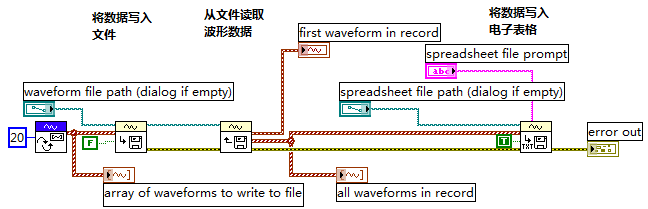 将数据写入
文件
从文件读取
波形数据
将数据写入
电子表格
first waveform in record
spreadsheet file prompt
abc
waveform file path (dialog if empty)
spreadsheet file path (dialog if empty)
20
F
T
TXT
error out
array of waveforms to write to file
all waveforms in record